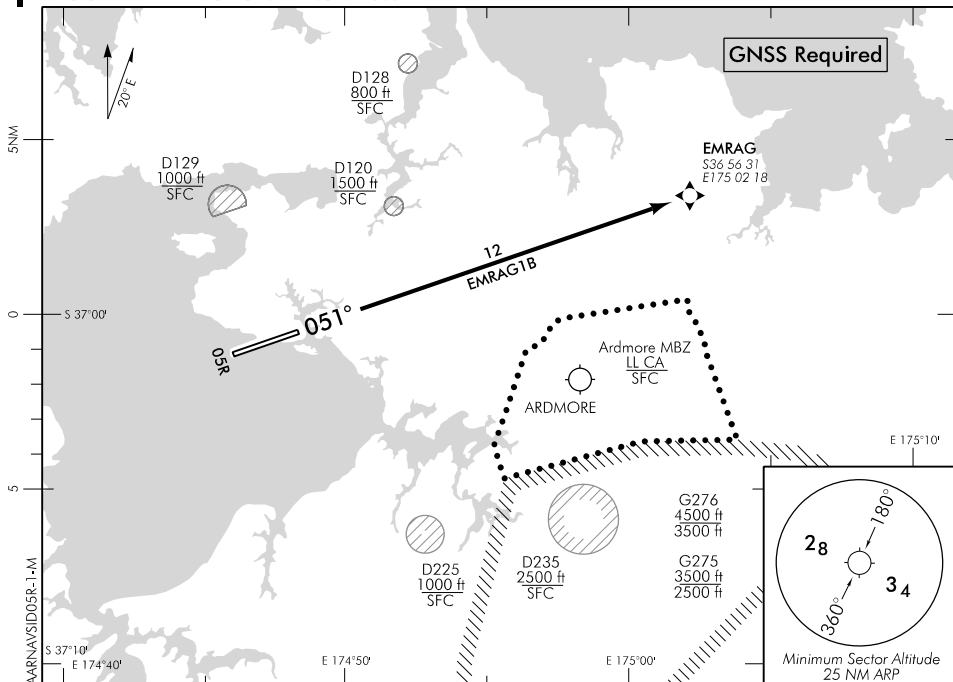 GNSS Required
20° E
D128
800 ft
SFC
5NM
D129
1000 ft
SFC
D120
1500 ft
SFC
EMRAG
S36 56 31
E175 02 18
12
EMRAG1B
0
S 37°00'
051°
05R
Ardmore MBZ
LL CA
SFC
ARDMORE
E 175°10'
5
G276
4500 ft
3500 ft
D225
1000 ft
SFC
D235
2500 ft
SFC
G275
3500 ft
2500 ft
180°
28
34
360°
Minimum Sector Altitude
25 NM ARP
S 37°10'
E 174°40'
E 174°50'
E 175°00'
AARNAVSID05R-1-M